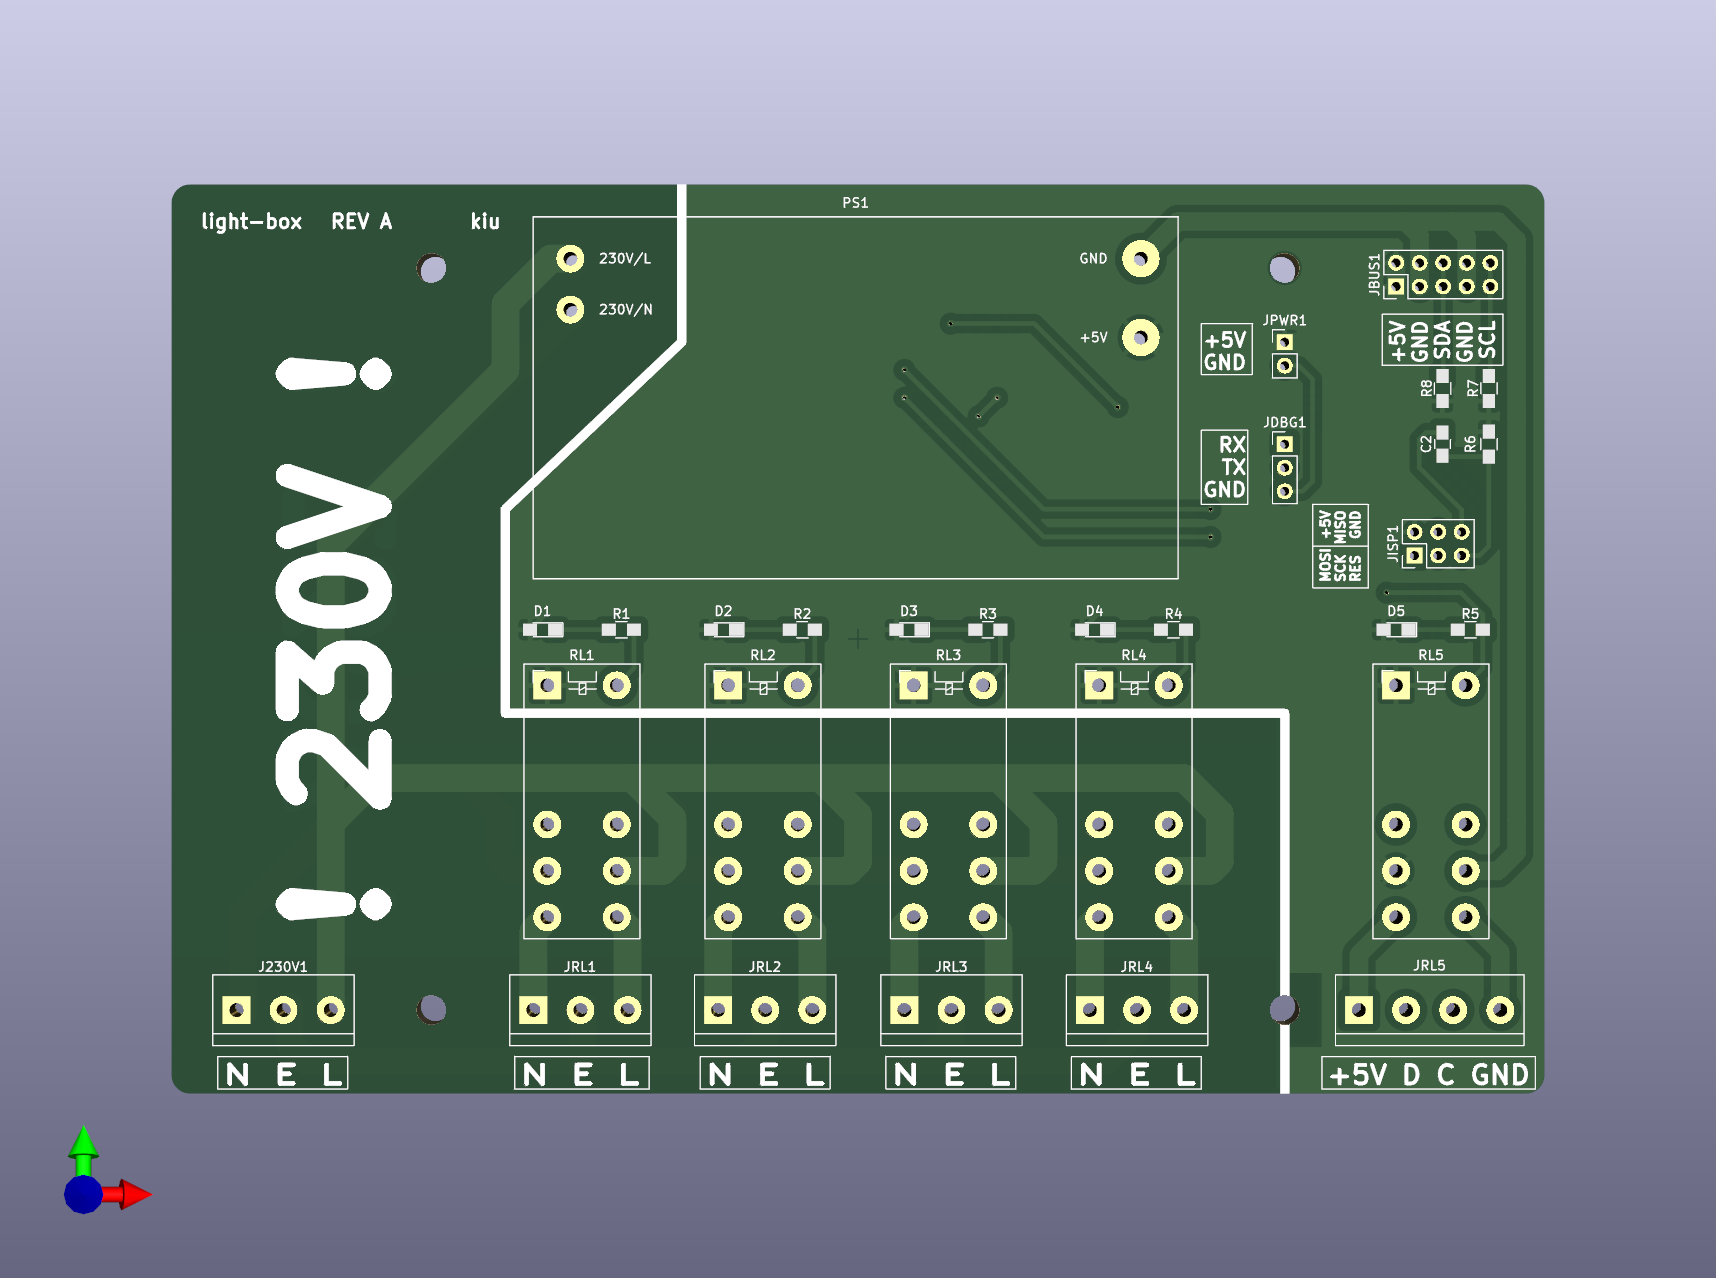 light-box REV A kiu
PS1
230V/L
230V/N
GND
+5V
! 230V !
JBUS1
+5V
GND
SDA
GND
SCL
JPWR1
+5V
GND
R8
R7
JDBG1
RX
TX
GND
C2
R6
+5V
MISO
GND
JISP1
MOSI
SCK
RES
D1 R1 D2 R2 D3 R3 D4 R4 D5 R5
RL1 RL2 RL3 RL4 RL5
J230V1 JRL1 JRL2 JRL3 JRL4 JRL5
N E L N E L N E L N E L N E L +5V D C GND